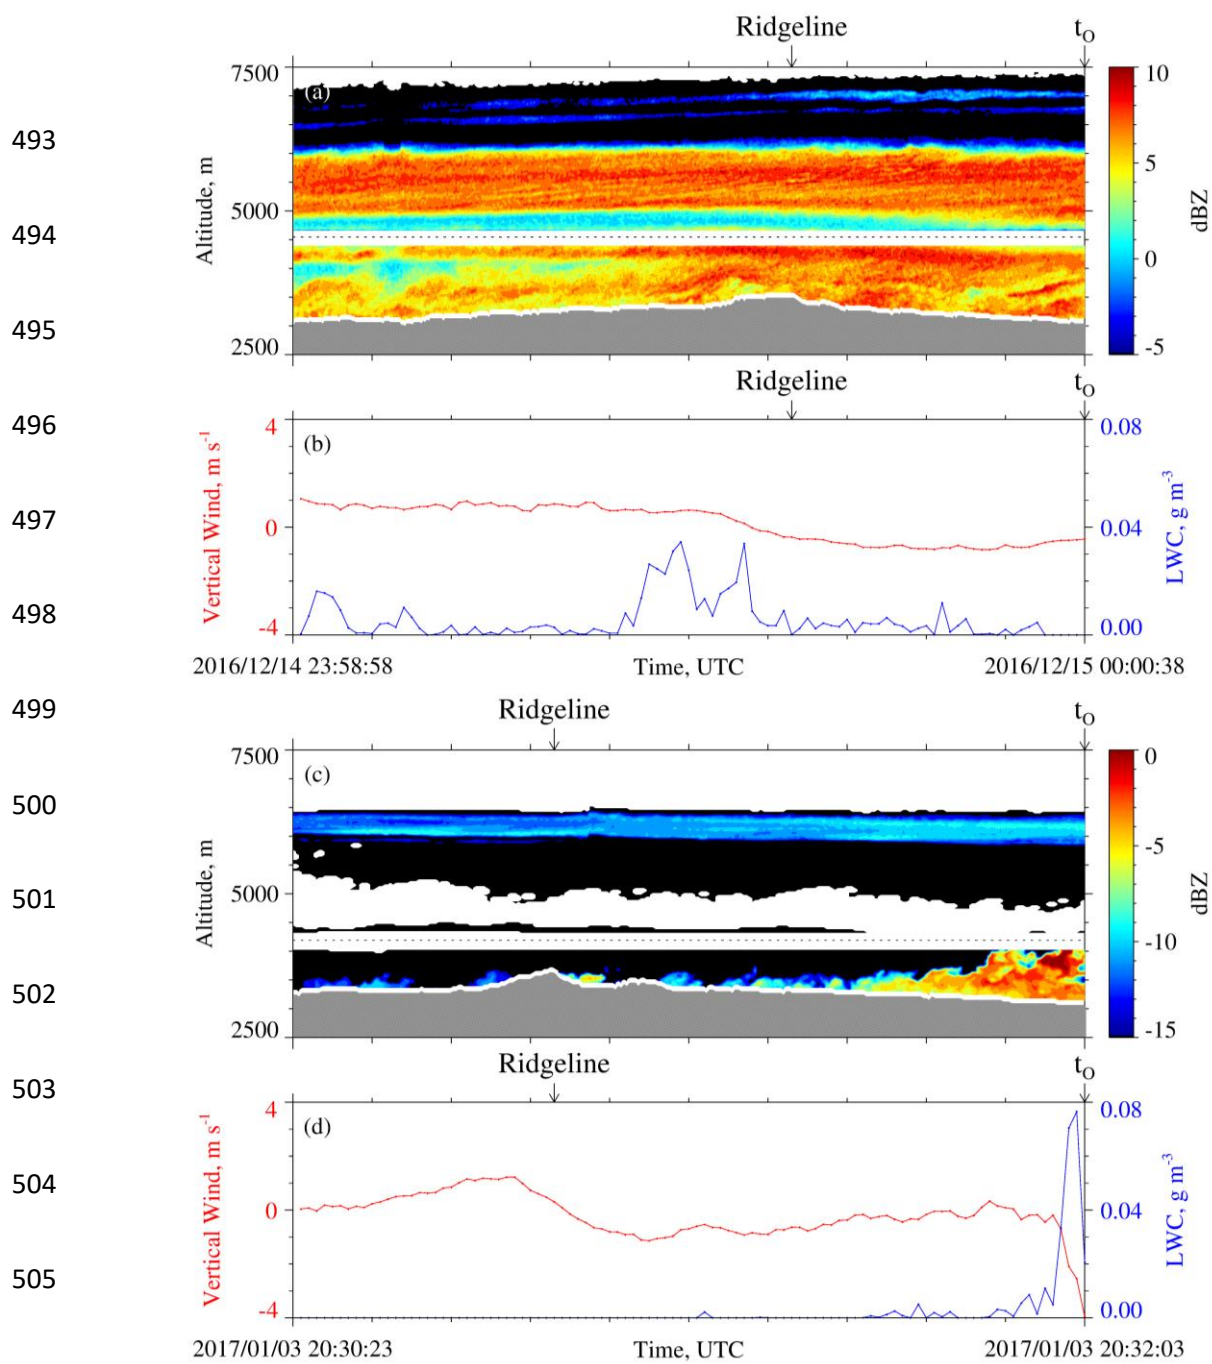 Ridgeline
t_O
7500
(a)
10
493
5
Altitude, m
5000
dBZ
494
0
495
2500
-5
Ridgeline
t_O
496
4
(b)
0.08
Vertical Wind, m s^-1
497
0
0.04
LWC, g m^-3
498
-4
0.00
2016/12/14 23:58:58
Time, UTC
2016/12/15 00:00:38
499
Ridgeline
t_O
7500
(c)
0
500
-5
Altitude, m
501
5000
dBZ
-10
502
2500
-15
503
Ridgeline
t_O
4
(d)
0.08
Vertical Wind, m s^-1
504
0
0.04
LWC, g m^-3
505
-4
0.00
2017/01/03 20:30:23
Time, UTC
2017/01/03 20:32:03